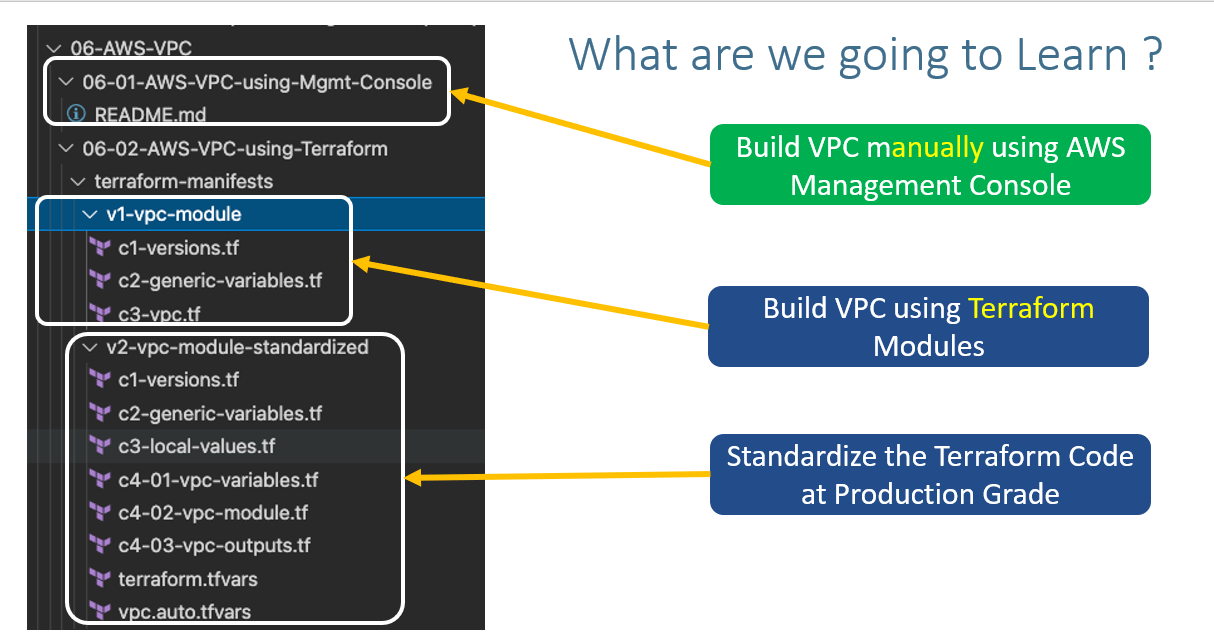 06-AWS-VPC
06-01-AWS-VPC-using-Mgmt-Console
README.md
06-02-AWS-VPC-using-Terraform
terraform-manifests
v1-vpc-module
c1-versions.tf
c2-generic-variables.tf
c3-vpc.tf
v2-vpc-module-standardized
c1-versions.tf
c2-generic-variables.tf
c3-local-values.tf
c4-01-vpc-variables.tf
c4-02-vpc-module.tf
c4-03-vpc-outputs.tf
terraform.tfvars
vpc.auto.tfvars
What are we going to Learn ?
Build VPC manually using AWS
Management Console
Build VPC using Terraform
Modules
Standardize the Terraform Code
at Production Grade